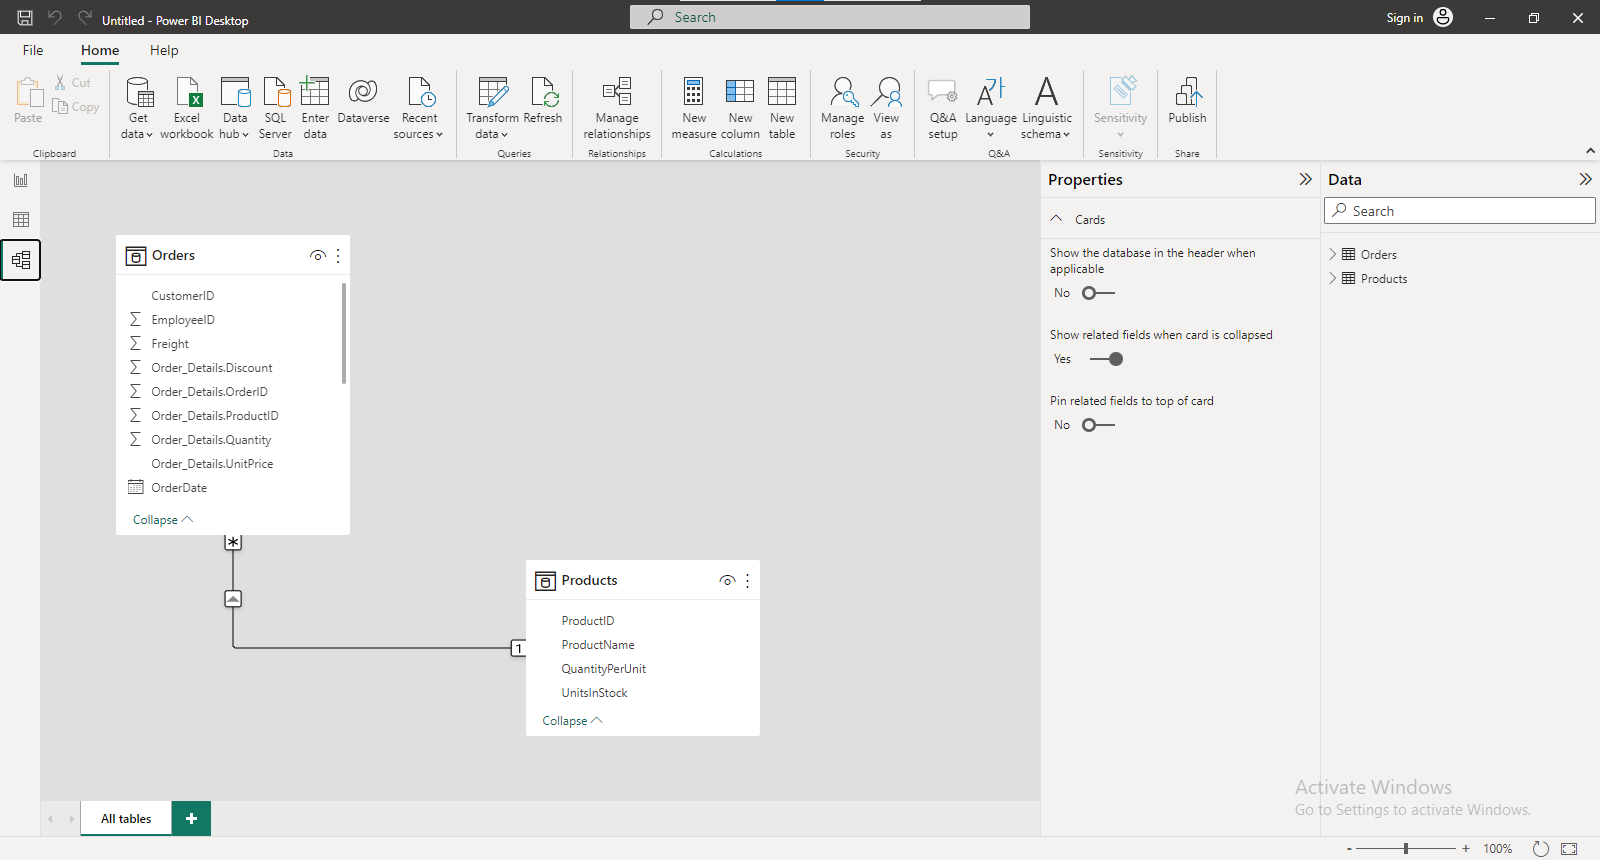 Untitled - Power BI Desktop
Search
Sign in
File
Home
Help
Paste
Cut
Copy
Clipboard
Get data
Excel workbook
Data hub
SQL Server
Enter data
Dataverse
Recent sources
Data
Transform data
Refresh
Queries
Manage relationships
Relationships
New measure
New column
New table
Calculations
Manage roles
View as
Security
Q&A setup
Language
Linguistic schema
Q&A
Sensitivity
Sensitivity
Publish
Share
Orders
CustomerID
EmployeeID
Freight
Order_Details.Discount
Order_Details.OrderID
Order_Details.ProductID
Order_Details.Quantity
Order_Details.UnitPrice
OrderDate
Collapse
*
1
Products
ProductID
ProductName
QuantityPerUnit
UnitsInStock
Collapse
Properties
Cards
Show the database in the header when
applicable
No
Show related fields when card is collapsed
Yes
Pin related fields to top of card
No
Data
Search
Orders
Products
Activate Windows
Go to Settings to activate Windows.
All tables
+
- + 100%